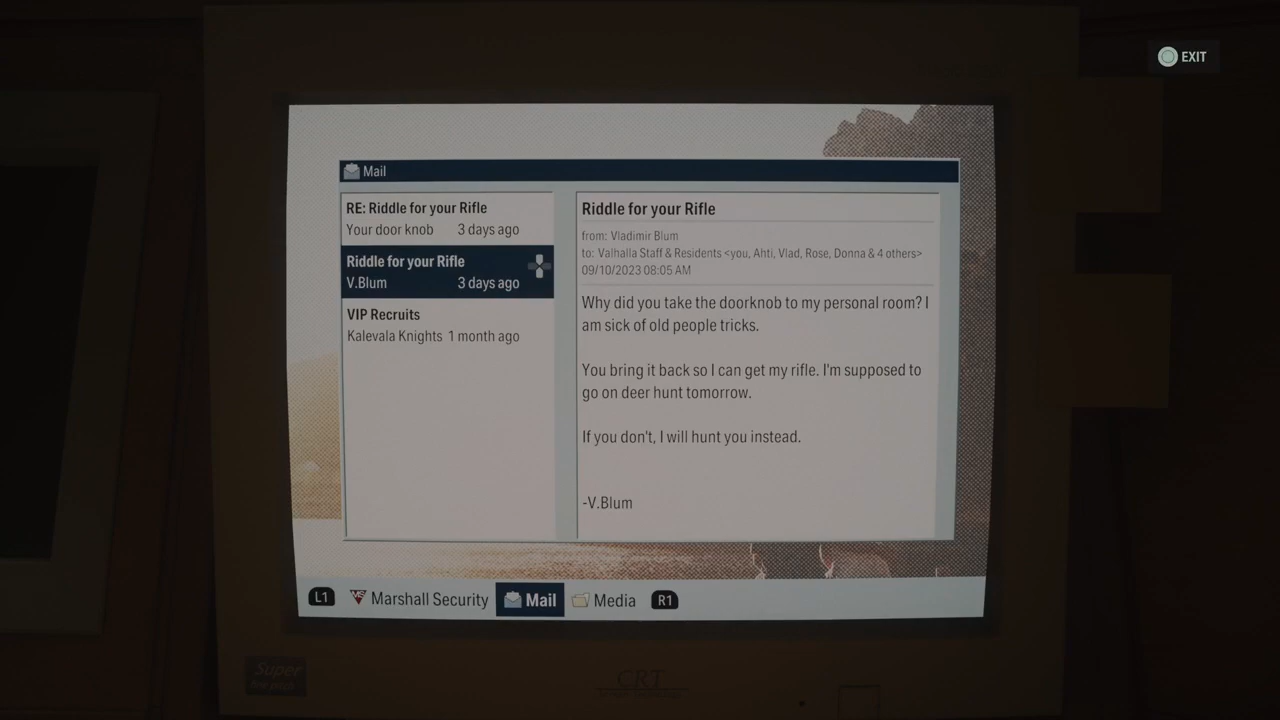 EXIT
Mail
RE: Riddle for your Rifle
Your door knob 3 days ago
Riddle for your Rifle
V.Blum 3 days ago
VIP Recruits
Kalevala Knights 1 month ago
Riddle for your Rifle
from: Vladimir Blum
to: Valhalla Staff & Residents <you, Ahti, Vlad, Rose, Donna & 4 others>
09/10/2023 08:05 AM
Why did you take the doorknob to my personal room? I
am sick of old people tricks.
You bring it back so I can get my rifle. I'm supposed to
go on deer hunt tomorrow.
If you don't, I will hunt you instead.
-V.Blum
L1 Marshall Security Mail Media R1
Super
CRT